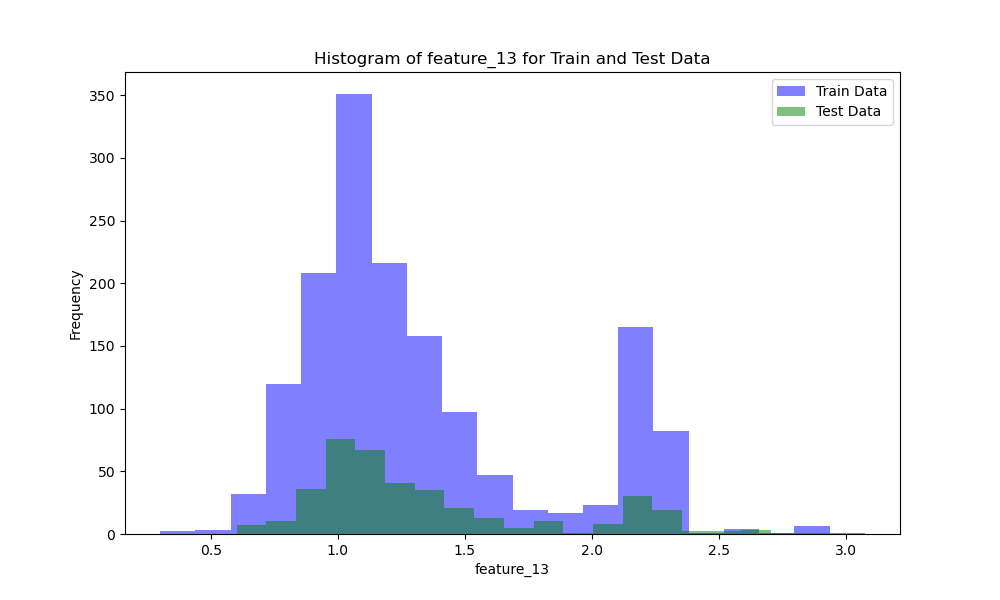 Histogram of feature_13 for Train and Test Data
Train Data
Test Data
350
300
250
200
150
100
50
0
Frequency
0.5 1.0 1.5 2.0 2.5 3.0
feature_13